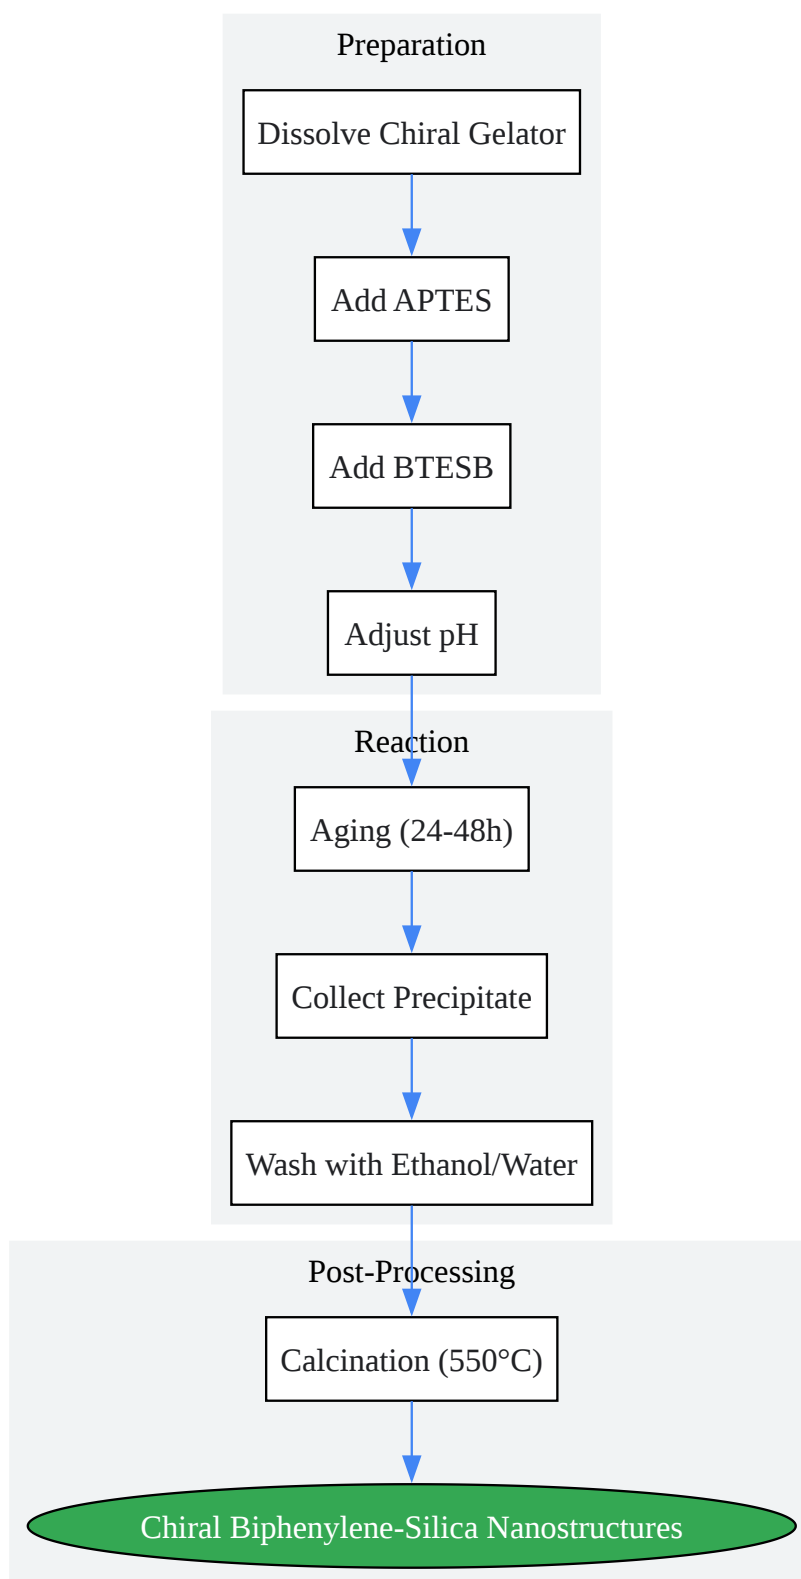 Preparation
Dissolve Chiral Gelator
Add APTES
Add BTESB
Adjust pH
Reaction
Aging (24-48h)
Collect Precipitate
Wash with Ethanol/Water
Post-Processing
Calcination (550°C)
Chiral Biphenylene-Silica Nanostructures